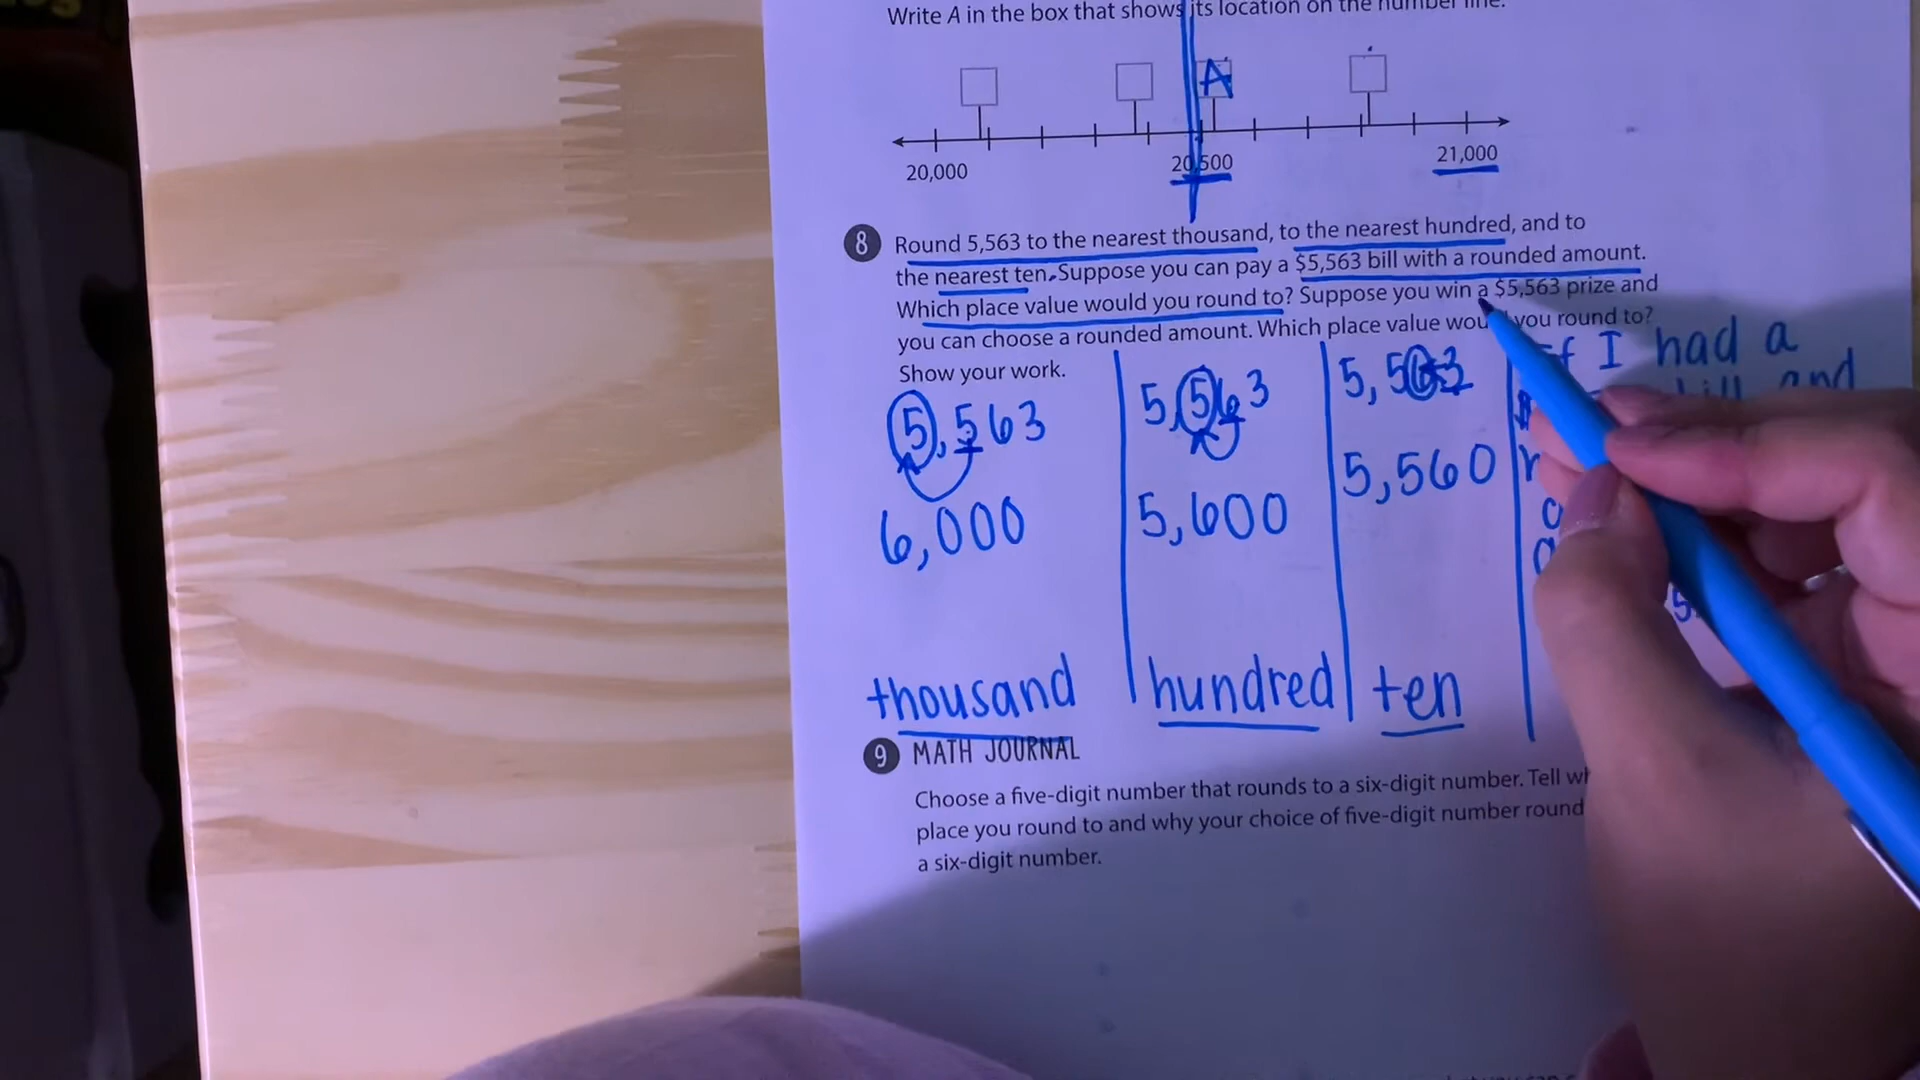 Write A in the box that shows its location on the number line.
A
20,000 20,500 21,000
8 Round 5,563 to the nearest thousand, to the nearest hundred, and to
the nearest ten. Suppose you can pay a $5,563 bill with a rounded amount.
Which place value would you round to? Suppose you win a $5,563 prize and
you can choose a rounded amount. Which place value would you round to?
Show your work.
5,563
6,000
thousand
5,563
5,600
hundred
5,563
5,560
ten
If I had a
bill and
9 MATH JOURNAL
Choose a five-digit number that rounds to a six-digit number. Tell
place you round to and why your choice of five-digit number round
a six-digit number.